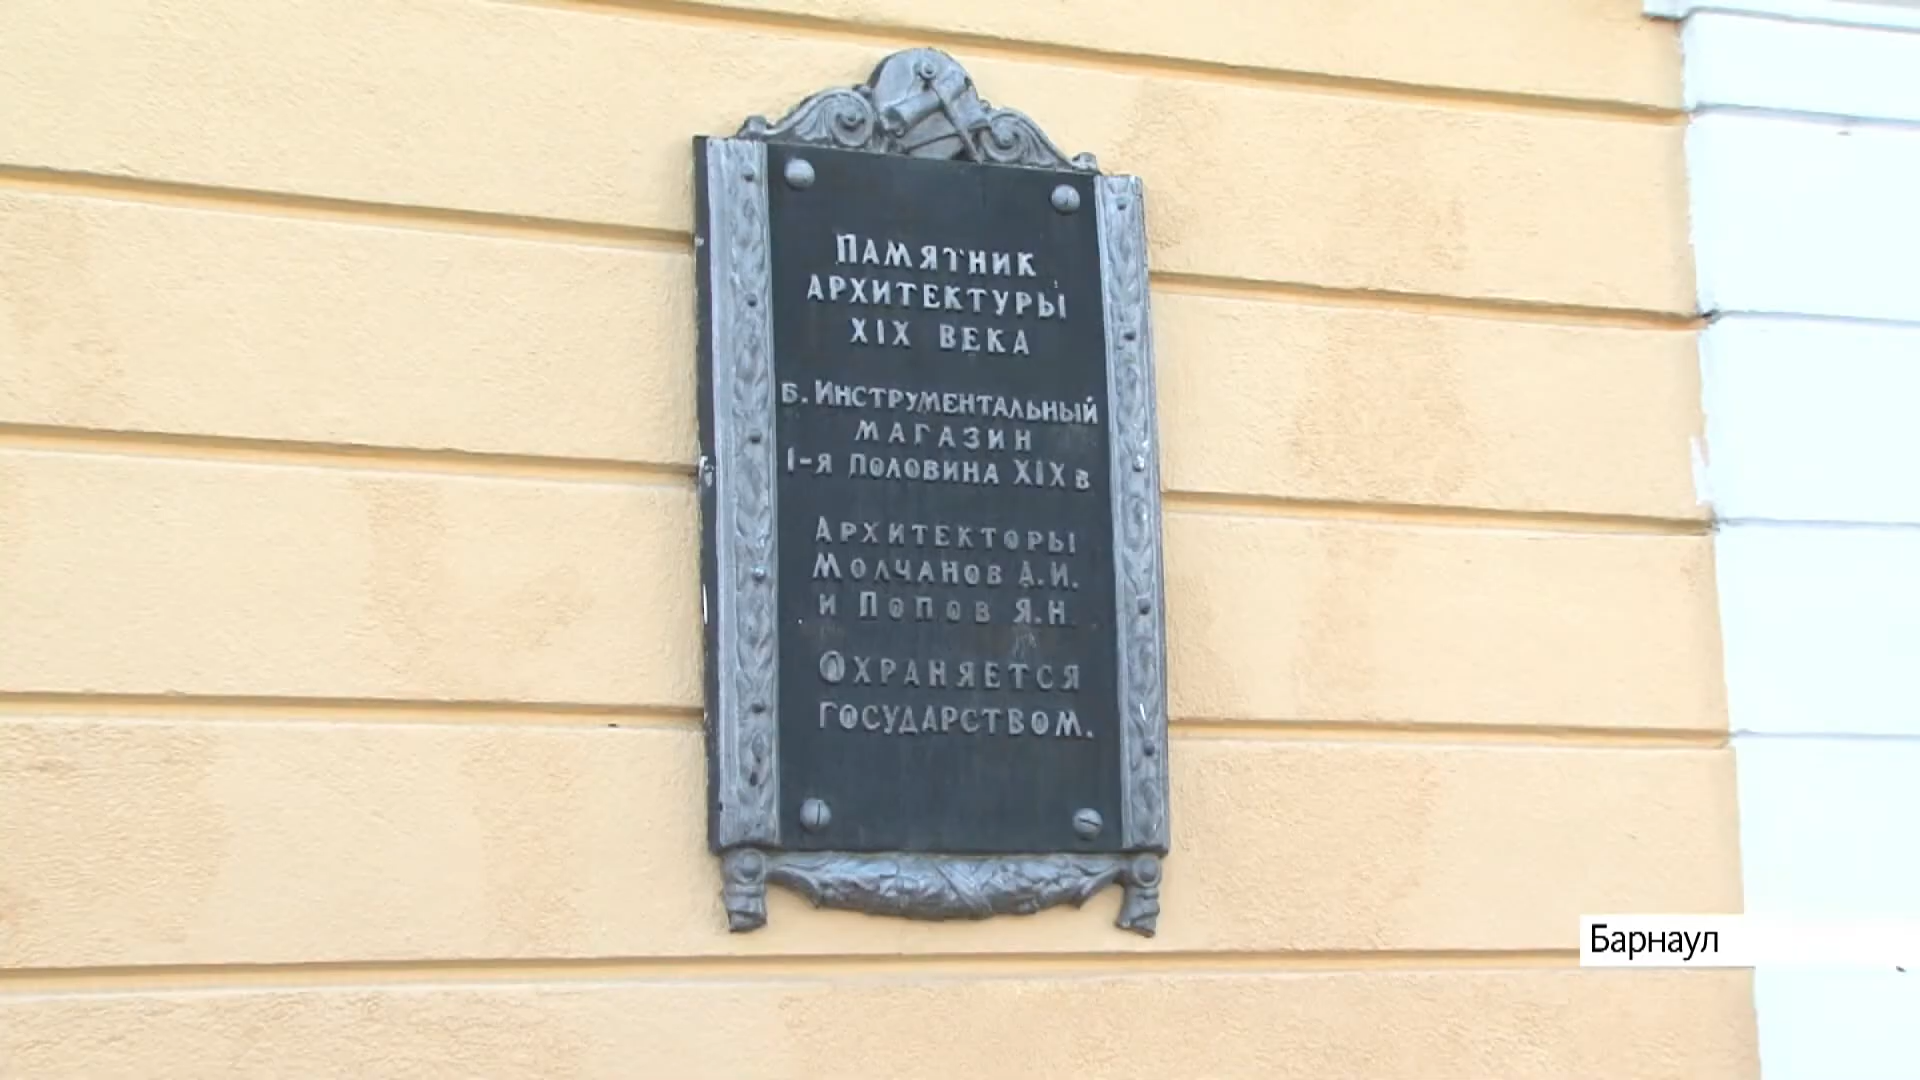 ПАМЯТНИК
АРХИТЕКТУРЫ
XIX ВЕКА
Б. ИНСТРУМЕНТАЛЬНЫЙ
МАГАЗИН
1-Я ПОЛОВИНА XIX В
АРХИТЕКТОРЫ
МОЛЧАНОВ А.И.
И ПОПОВ Я.Н.
ОХРАНЯЕТСЯ
ГОСУДАРСТВОМ.
Барнаул